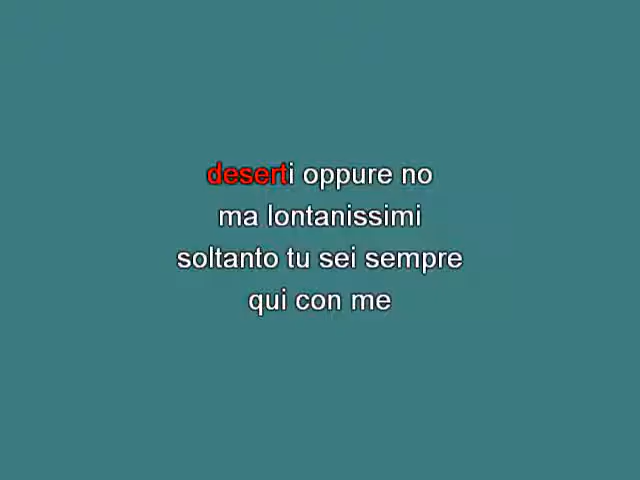 deserti oppure no
ma lontanissimi
soltanto tu sei sempre
qui con me